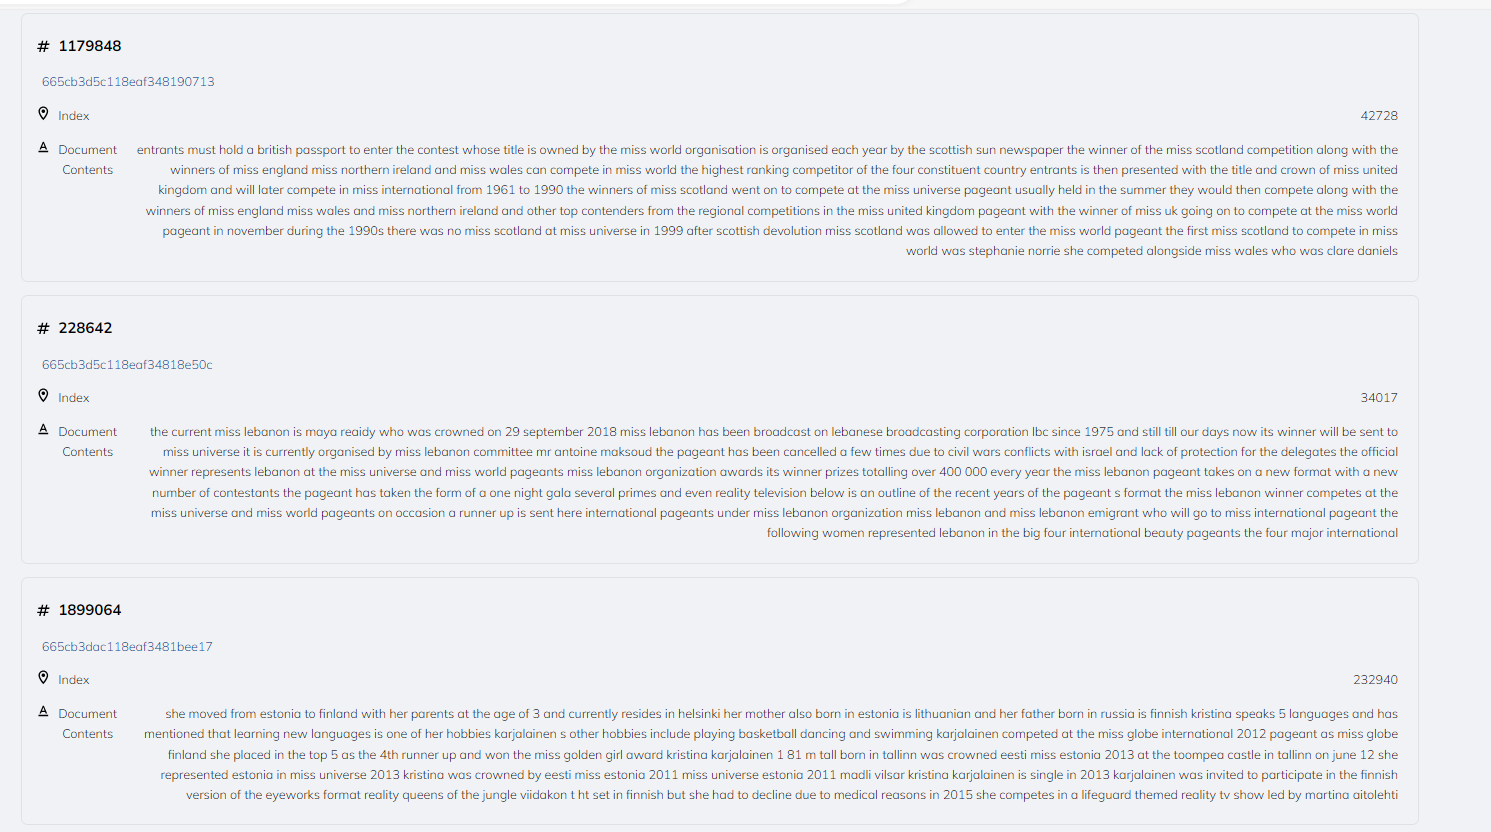 # 1179848
665cb3d5c118eaf348190713
Index 42728
Document Contents
entrants must hold a british passport to enter the contest whose title is owned by the miss world organisation is organised each year by the scottish sun newspaper the winner of the miss scotland competition along with the
winners of miss england miss northern ireland and miss wales can compete in miss world the highest ranking competitor of the four constituent country entrants is then presented with the title and crown of miss united
kingdom and will later compete in miss international from 1961 to 1990 the winners of miss scotland went on to compete at the miss universe pageant usually held in the summer they would then compete along with the
winners of miss england miss wales and miss northern ireland and other top contenders from the regional competitions in the miss united kingdom pageant with the winner of miss uk going on to compete at the miss world
pageant in november during the 1990s there was no miss scotland at miss universe in 1999 after scottish devolution miss scotland was allowed to enter the miss world pageant the first miss scotland to compete in miss
world was stephanie norrie she competed alongside miss wales who was clare daniels
# 228642
665cb3d5c118eaf34818e50c
Index 34017
Document Contents
the current miss lebanon is maya reaidy who was crowned on 29 september 2018 miss lebanon has been broadcast on lebanese broadcasting corporation lbc since 1975 and still till our days now its winner will be sent to
miss universe it is currently organised by miss lebanon committee mr antoine maksoud the pageant has been cancelled a few times due to civil wars conflicts with israel and lack of protection for the delegates the official
winner represents lebanon at the miss universe and miss world pageants miss lebanon organization awards its winner prizes totalling over 400 000 every year the miss lebanon pageant takes on a new format with a new
number of contestants the pageant has taken the form of a one night gala several primes and even reality television below is an outline of the recent years of the pageant s format the miss lebanon winner competes at the
miss universe and miss world pageants on occasion a runner up is sent here international pageants under miss lebanon organization miss lebanon and miss lebanon emigrant who will go to miss international pageant the
following women represented lebanon in the big four international beauty pageants the four major international
# 1899064
665cb3dac118eaf3481bee17
Index 232940
Document Contents
she moved from estonia to finland with her parents at the age of 3 and currently resides in helsinki her mother also born in estonia is lithuanian and her father born in russia is finnish kristina speaks 5 languages and has
mentioned that learning new languages is one of her hobbies karjalainen s other hobbies include playing basketball dancing and swimming karjalainen competed at the miss globe international 2012 pageant as miss globe
finland she placed in the top 5 as the 4th runner up and won the miss golden girl award kristina karjalainen 1 81 m tall born in tallinn was crowned eesti miss estonia 2013 at the toompea castle in tallinn on june 12 she
represented estonia in miss universe 2013 kristina was crowned by eesti miss estonia 2011 miss universe estonia 2011 madli vilsar kristina karjalainen is single in 2013 karjalainen was invited to participate in the finnish
version of the eyeworks format reality queens of the jungle viidakon t ht set in finnish but she had to decline due to medical reasons in 2015 she competes in a lifeguard themed reality tv show led by martina aitolehti